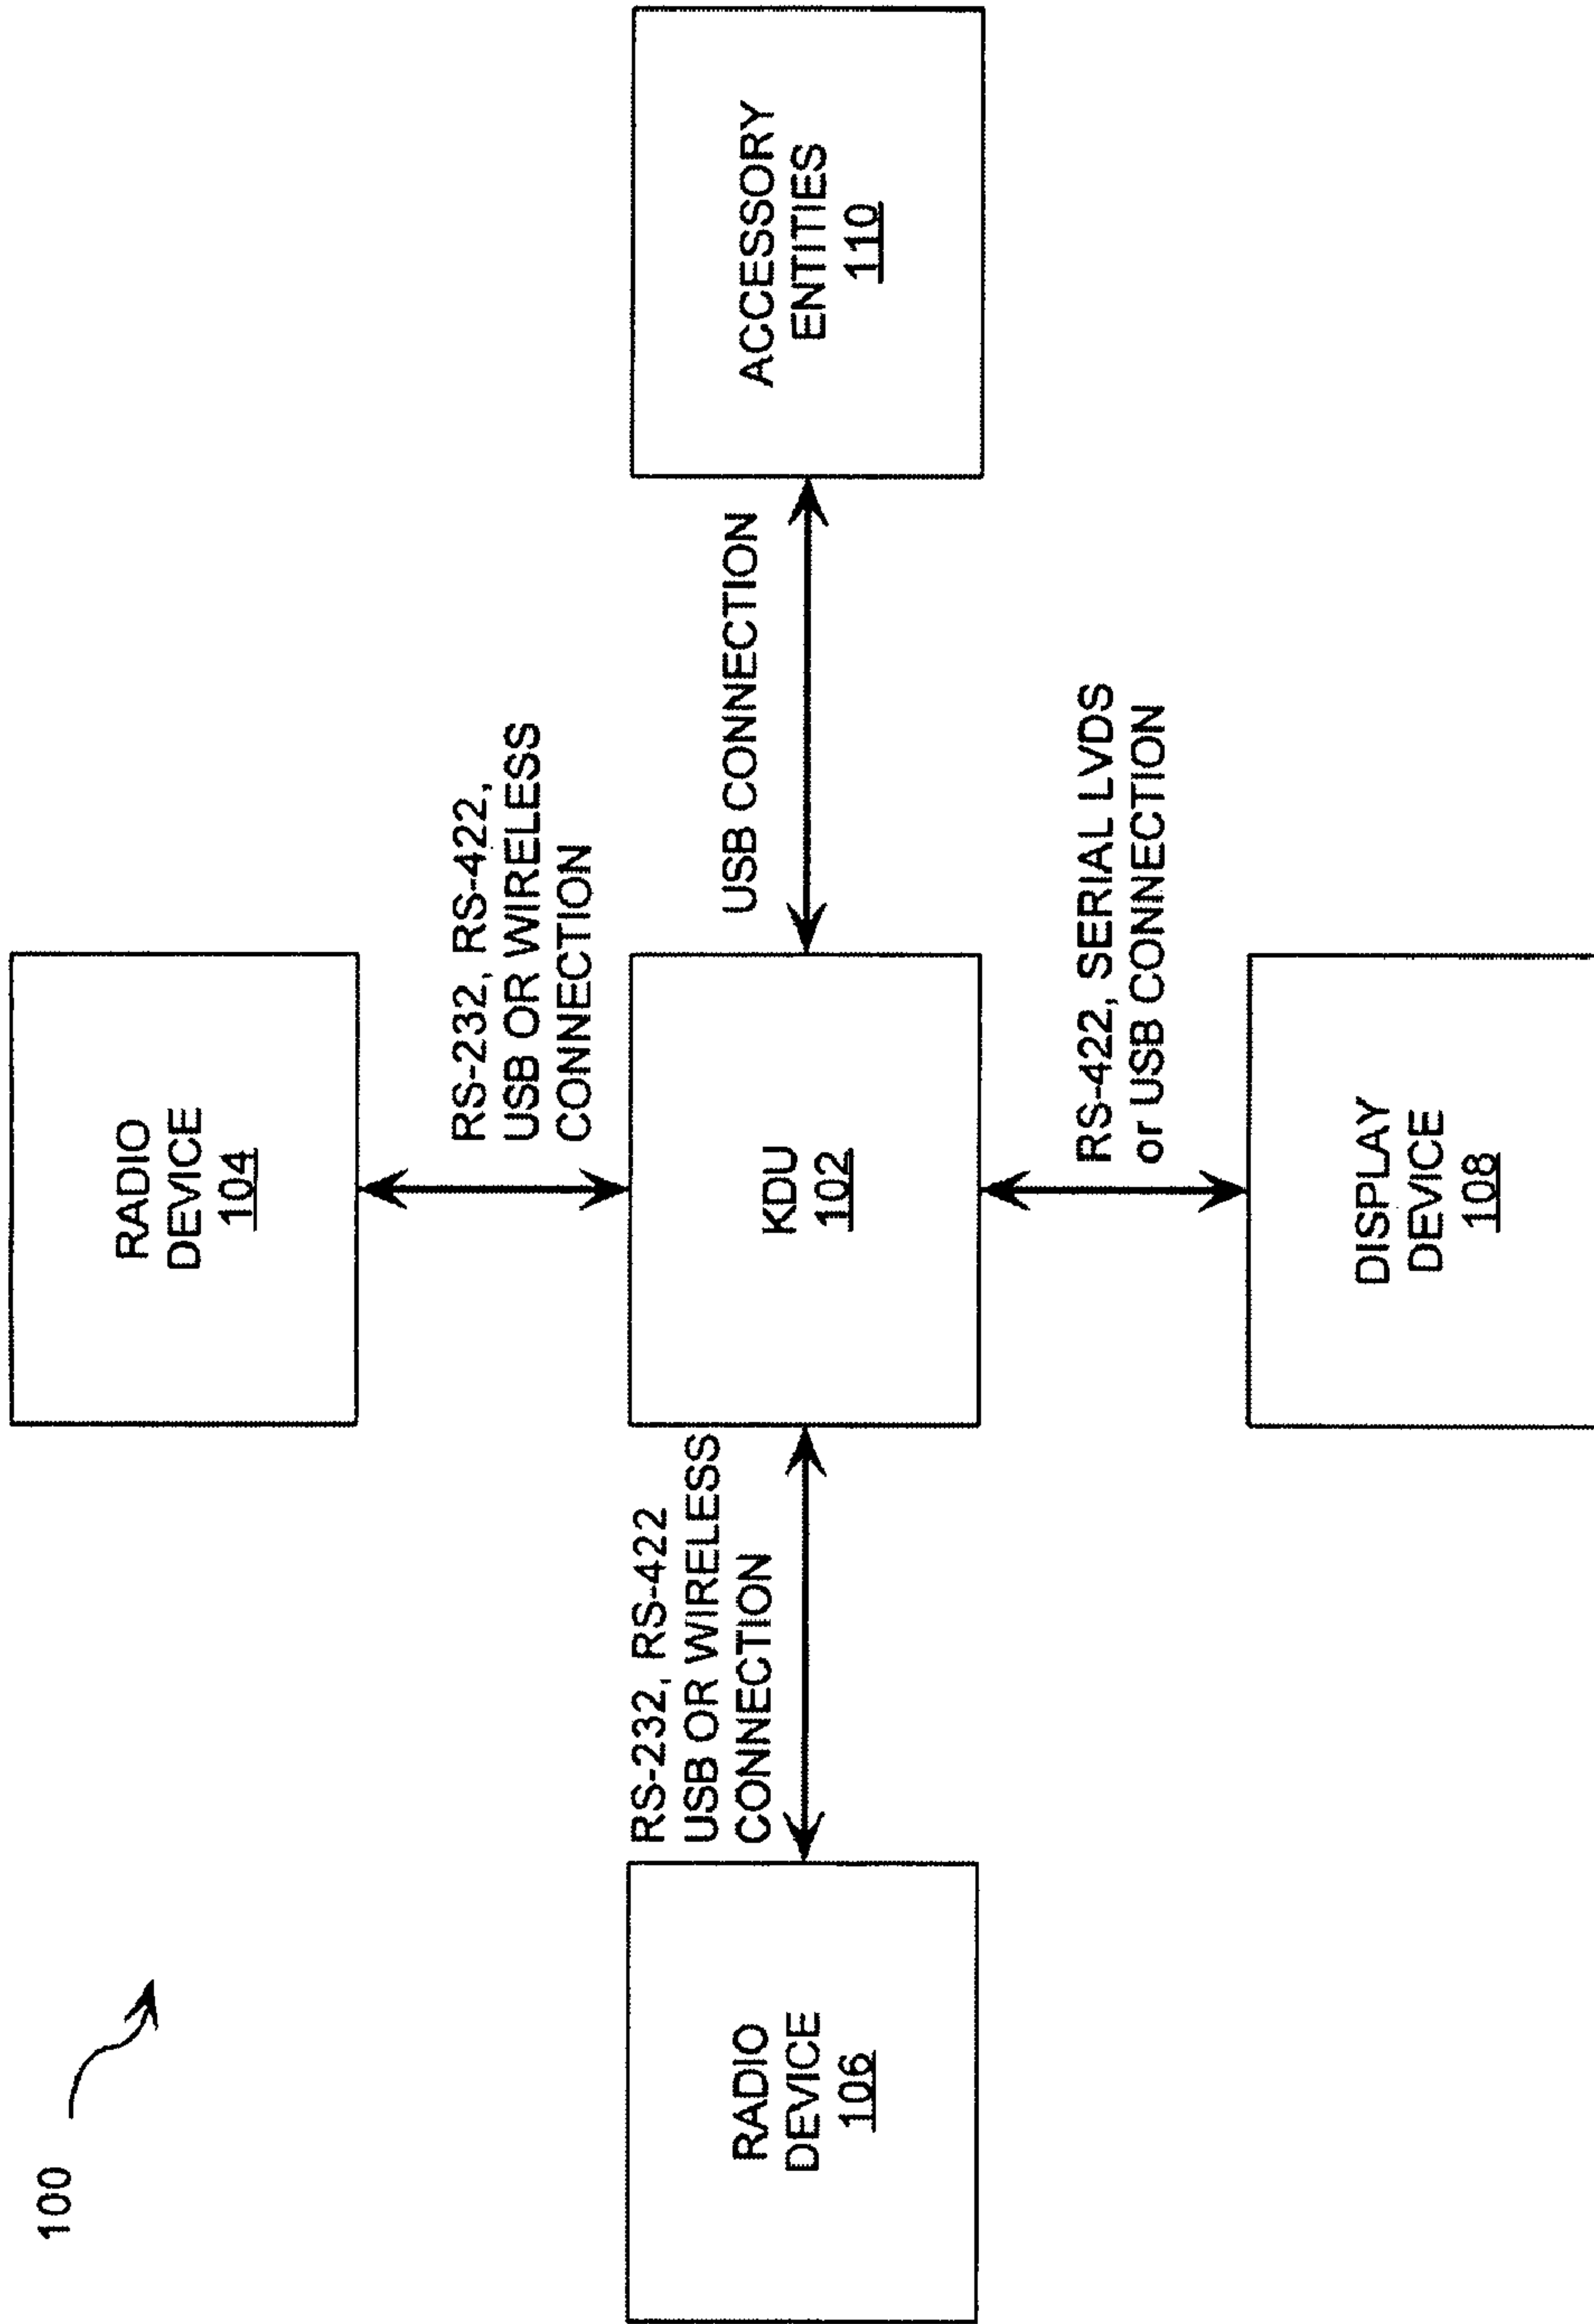 100
RADIO
DEVICE
104
RS-232, RS-422,
USB OR WIRELESS
CONNECTION
RADIO
DEVICE
106
RS-232, RS-422
USB OR WIRELESS
CONNECTION
KDU
102
USB CONNECTION
ACCESSORY
ENTITIES
110
RS-422, SERIAL LVDS
or USB CONNECTION
DISPLAY
DEVICE
108